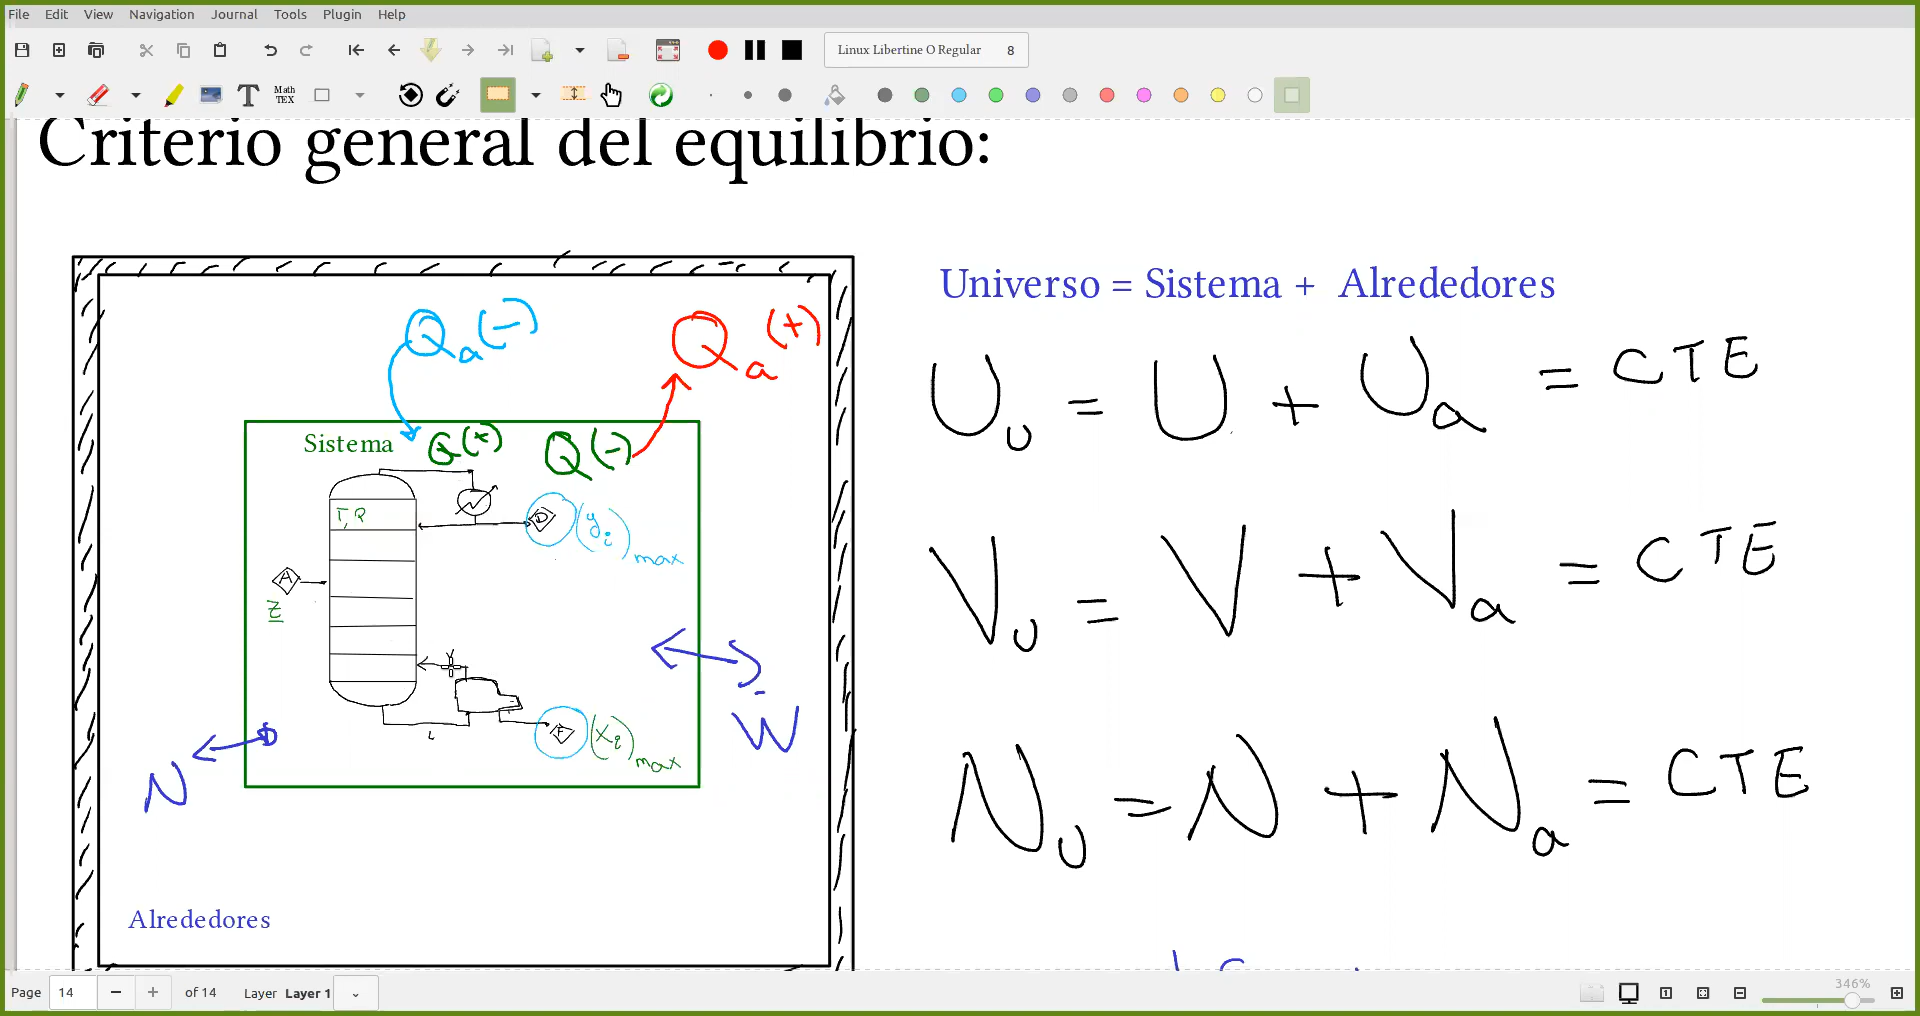 File Edit View Navigation Journal Tools Plugin Help
Linux Libertine O Regular 8
Math TEX
Criterio general del equilibrio:
Universo = Sistema + Alrededores
Qa (-)
Qa (+)
Sistema
Q(+)
Q(-)
T, P
D
(yi)max
A
z
V
L
F
(xi)max
N
W
Alrededores
Uu = U + Ua = CTE
Vu = V + Va = CTE
Nu = N + Na = CTE
Page 14 of 14 Layer Layer 1
346%